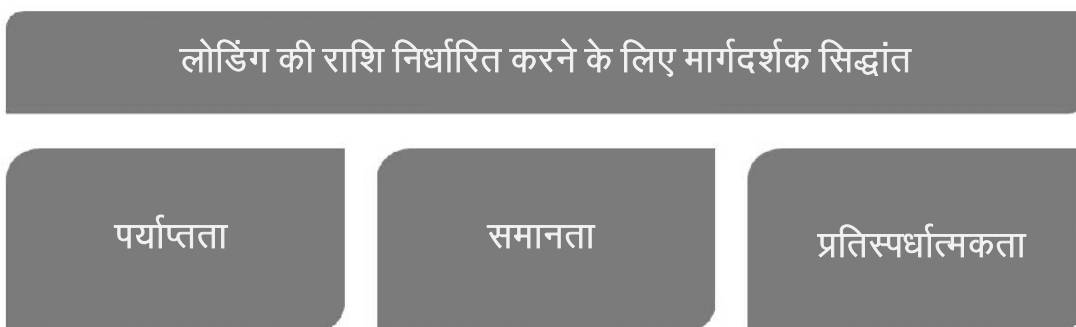 लोडिंग की राशि निर्धारित करने के लिए मार्गदर्शक सिद्धांत
पर्याप्तता
समानता
प्रतिस्पर्धात्मकता